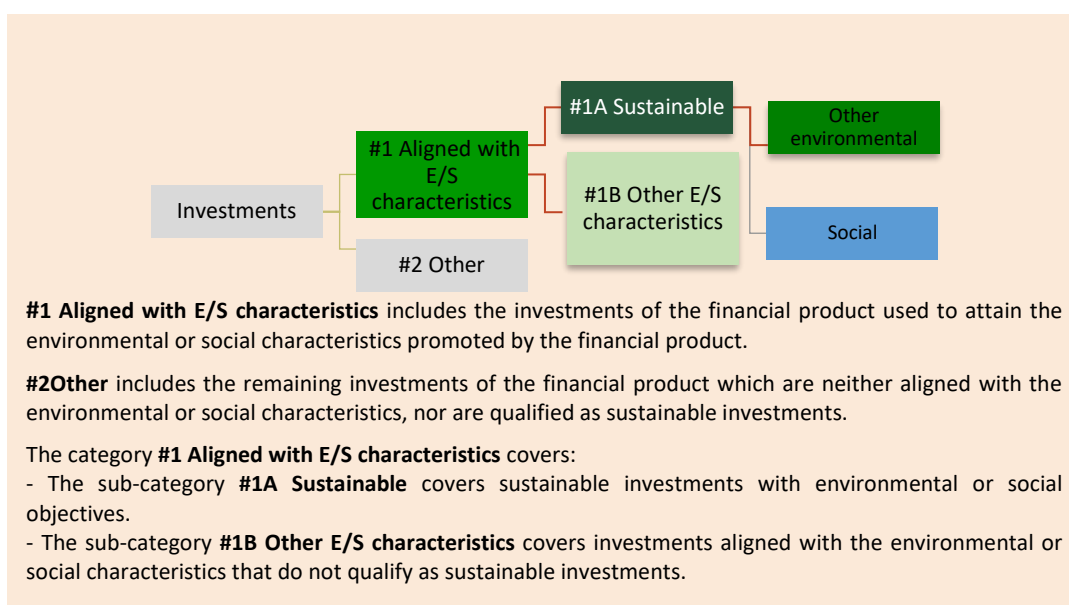 #1A Sustainable
Other
environmental
#1 Aligned with
E/S
characteristics
#1B Other E/S
characteristics
Investments
Social
#2 Other
#1 Aligned with E/S characteristics includes the investments of the financial product used to attain the
environmental or social characteristics promoted by the financial product.
#2Other includes the remaining investments of the financial product which are neither aligned with the
environmental or social characteristics, nor are qualified as sustainable investments.
The category #1 Aligned with E/S characteristics covers:
- The sub-category #1A Sustainable covers sustainable investments with environmental or social
objectives.
- The sub-category #1B Other E/S characteristics covers investments aligned with the environmental or
social characteristics that do not qualify as sustainable investments.